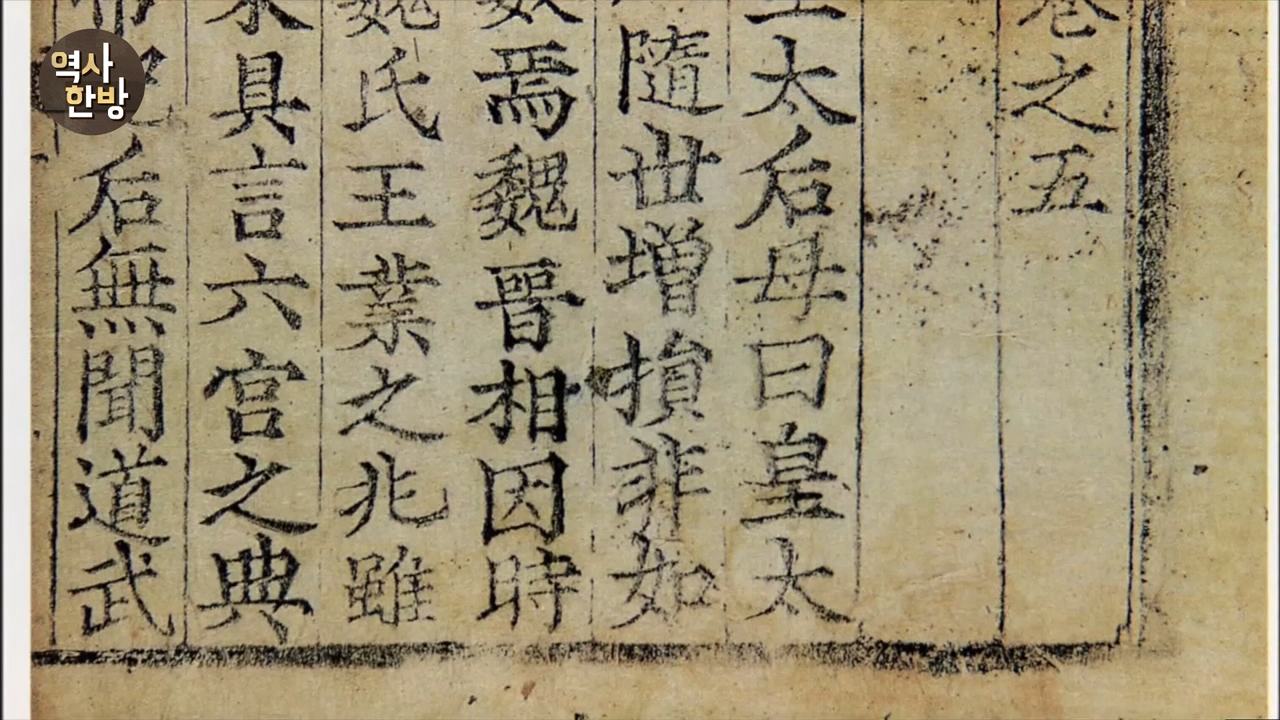 역사
한방
卷之五
太后母曰皇太
隨世增損非如
焉魏晉相因時
魏氏王業之兆雖
具言六宮之典
后無聞道武